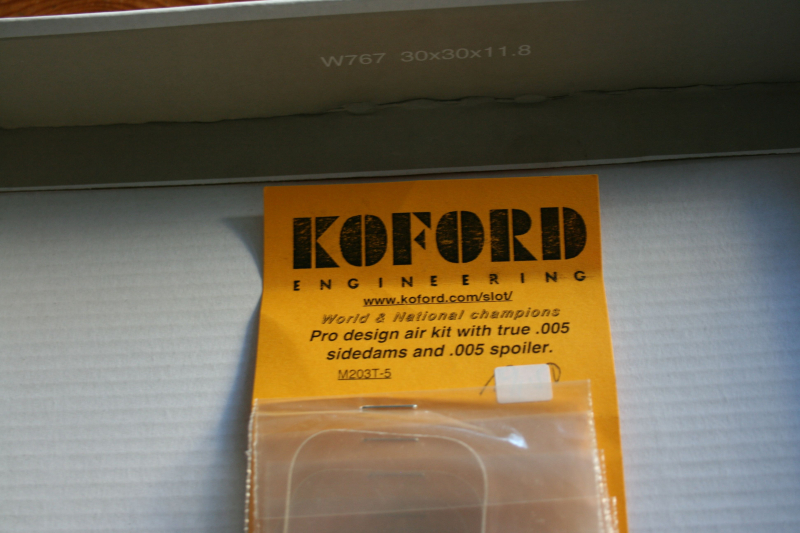 W767 30x30x11.8
KOFORD
ENGINEERING
www.koford.com/slot/
World & National champions
Pro design air kit with true .005
sidedams and .005 spoiler.
M203T-5